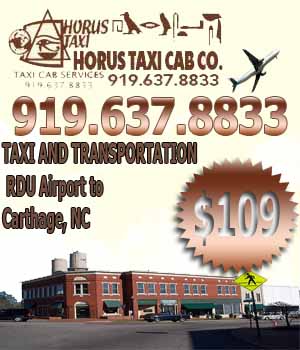 HORUS
TAXI
TAXI CAB SERVICES
919.637.8833
HORUS TAXI CAB CO.
919.637.8833
919.637.8833
TAXI AND TRANSPORTATION
RDU Airport to
Carthage, NC
$109